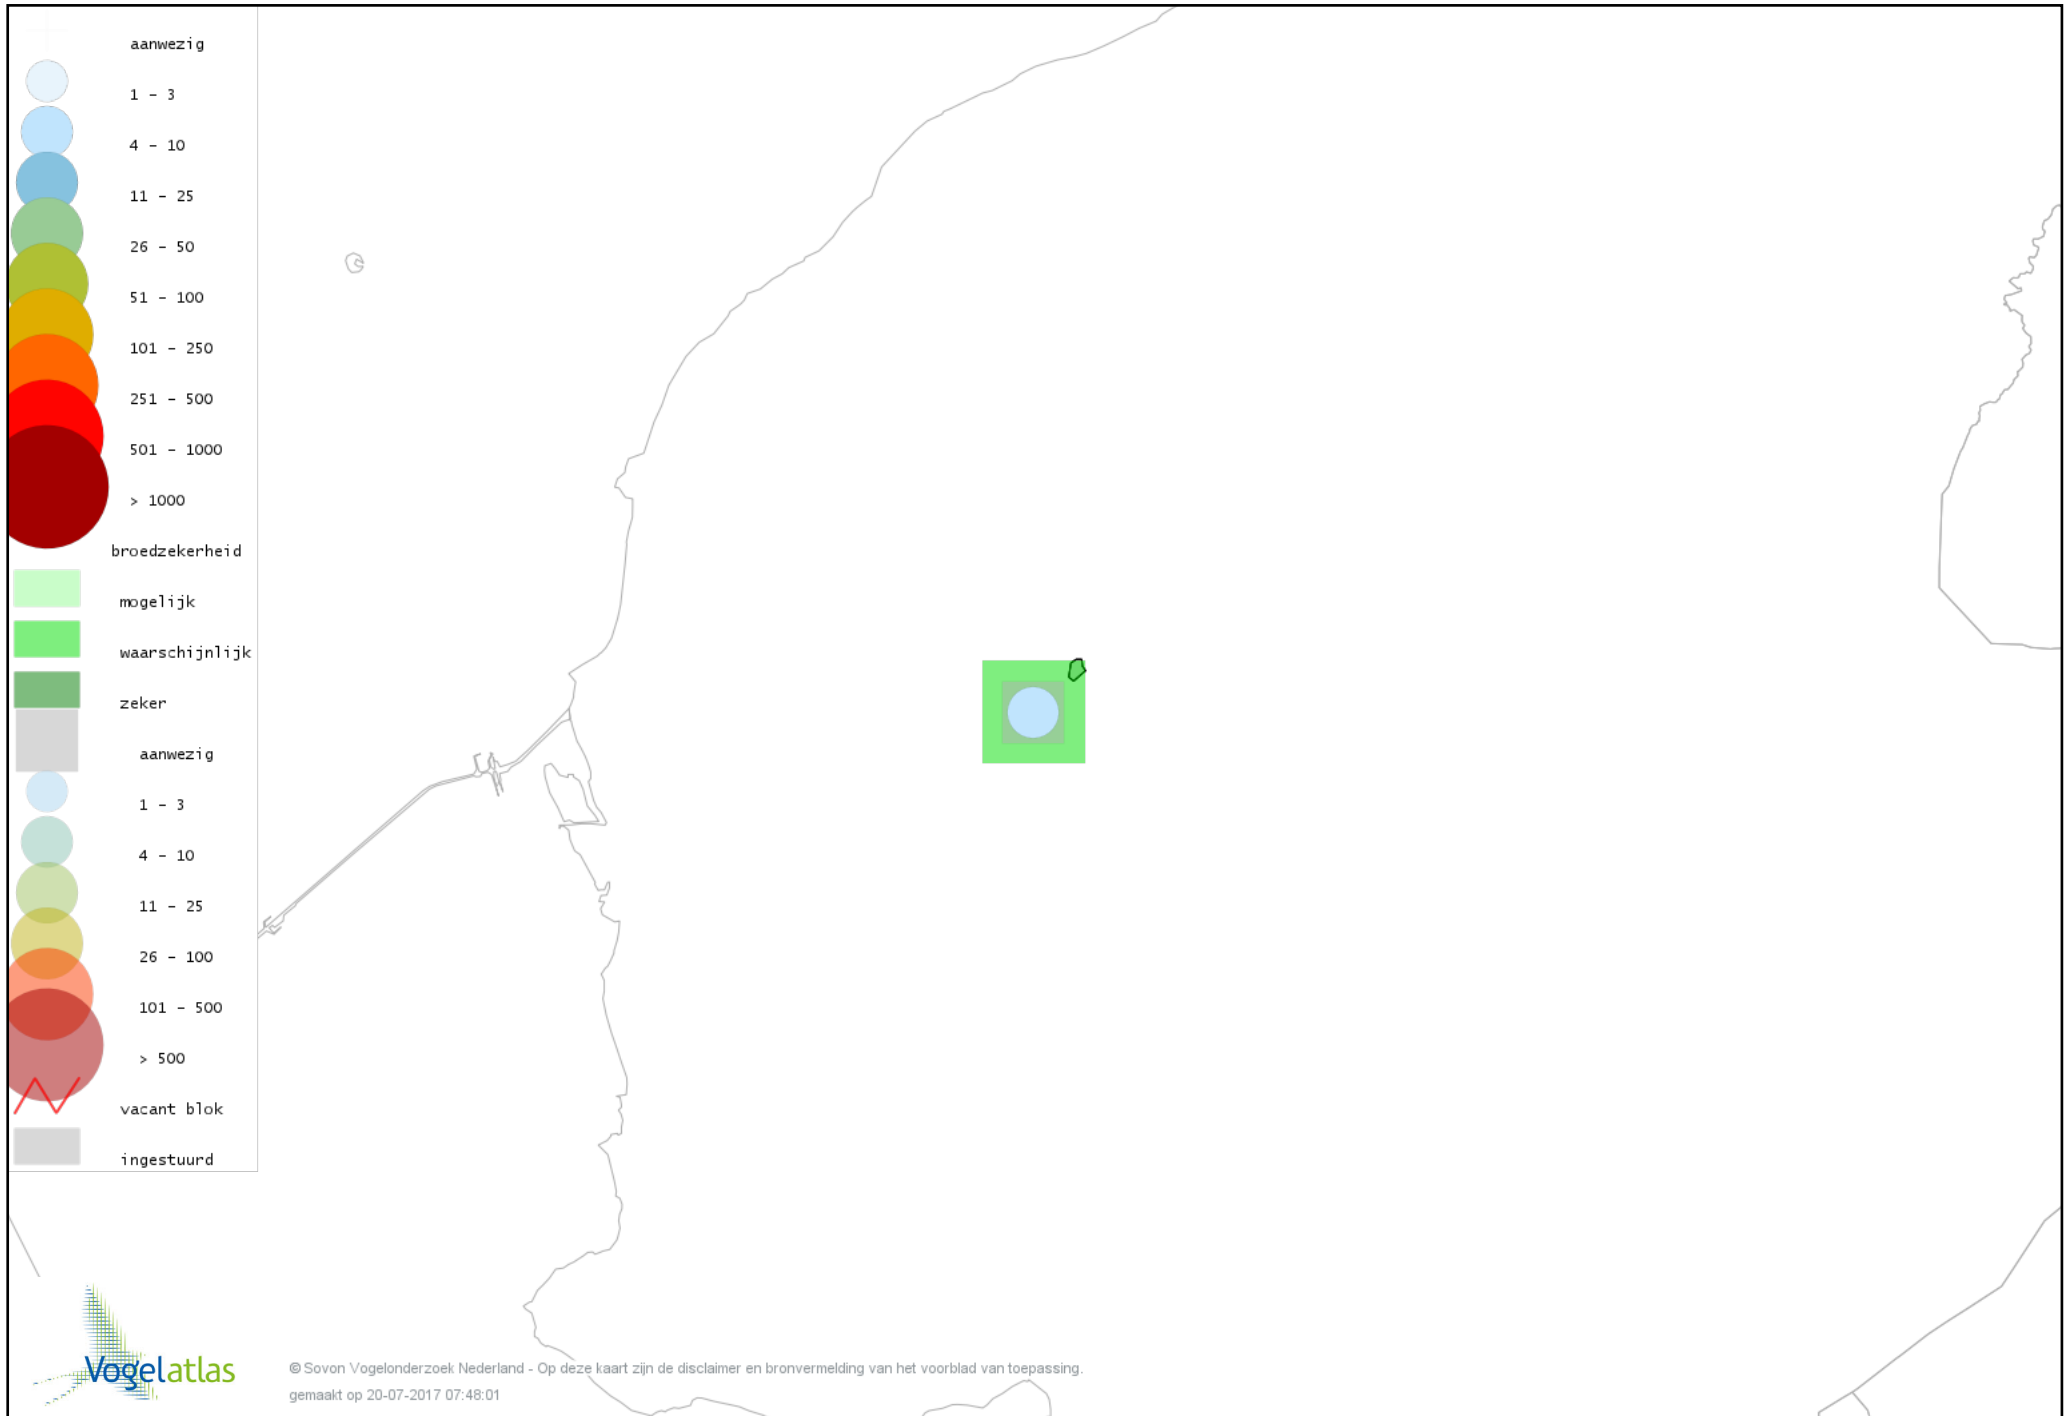 aanwezig
1 - 3
4 - 10
11 - 25
26 - 50
51 - 100
101 - 250
251 - 500
501 - 1000
> 1000
broedzekerheid
mogelijk
waarschijnlijk
zeker
aanwezig
1 - 3
4 - 10
11 - 25
26 - 100
101 - 500
> 500
vacant blok
ingestuurd
Vogelatlas
© Sovon Vogelonderzoek Nederland - Op deze kaart zijn de disclaimer en bronvermelding van het voorblad van toepassing.
gemaakt op 20-07-2017 07:48:01